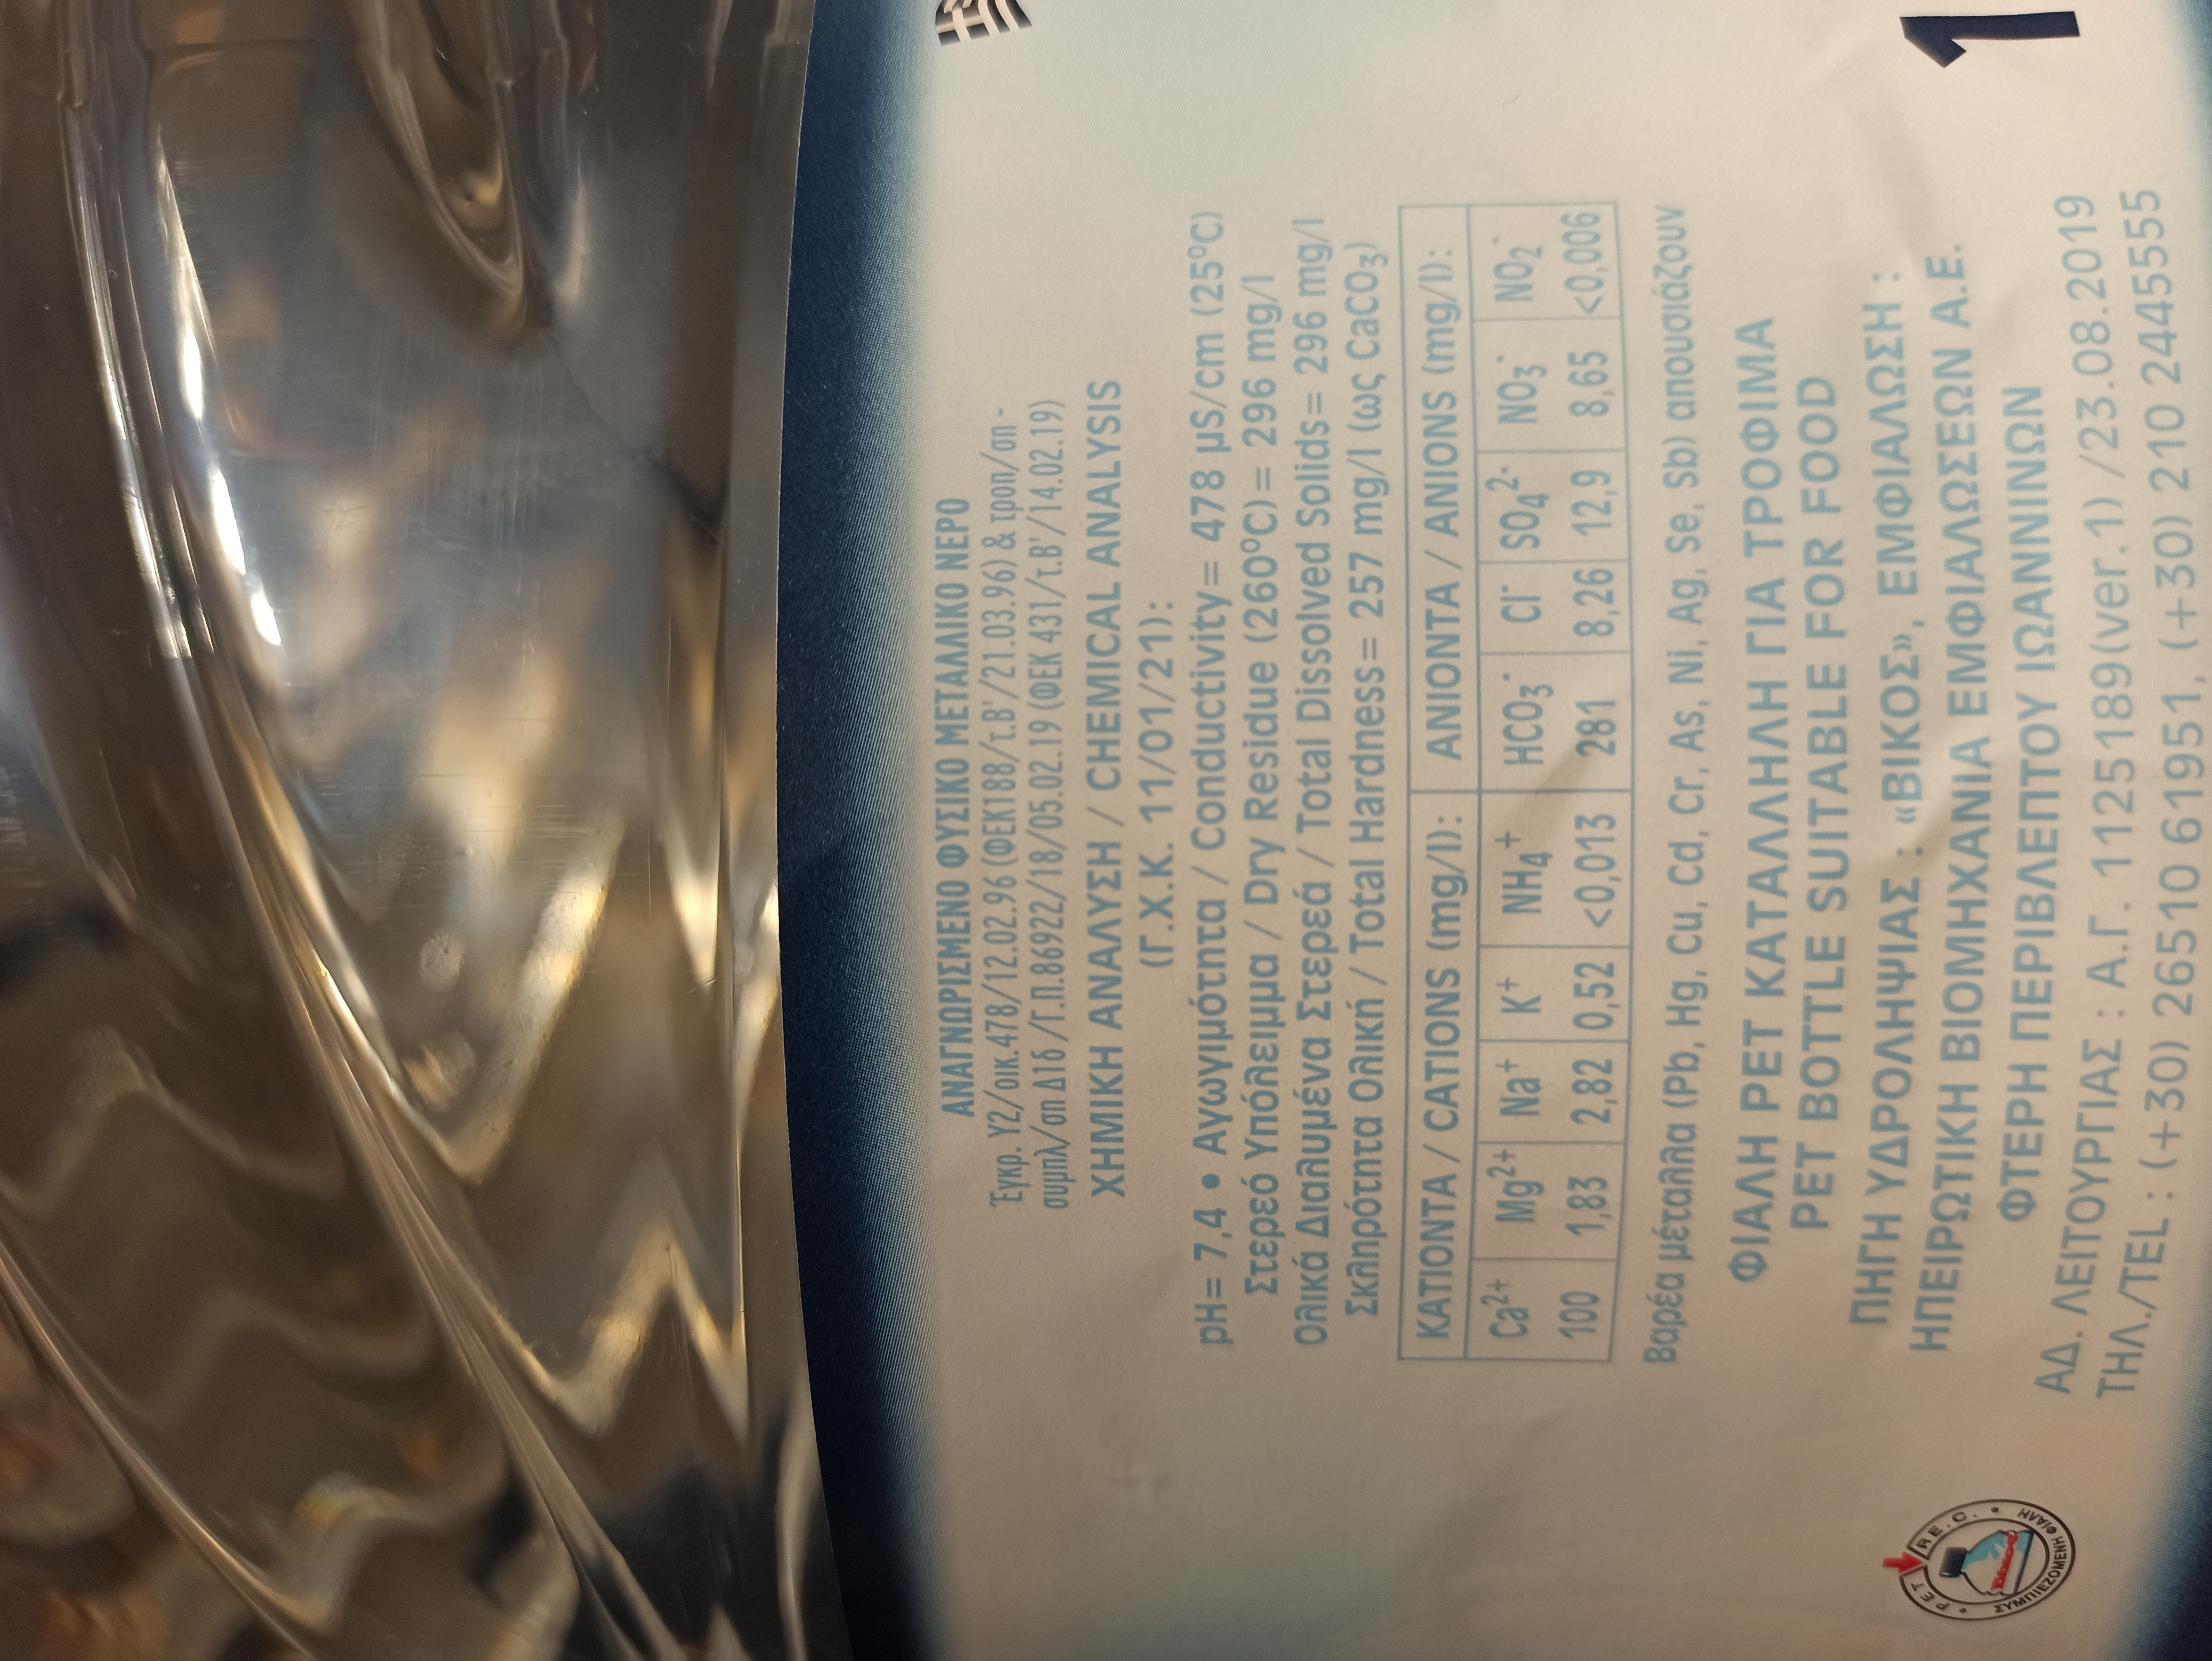 ΑΝΑΓΝΩΡΙΣΜΕΝΟ ΦΥΣΙΚΟ ΜΕΤΑΛΛΙΚΟ ΝΕΡΟ
Έγκρ. Υ2/οικ.478/12.02.96 (ΦΕΚ188/τ.Β'/21.03.96) & τροπ/ση -
συμπλ/ση Δ1δ/Γ.Π.86922/18/05.02.19 (ΦΕΚ 431/τ.Β'/14.02.19)
ΧΗΜΙΚΗ ΑΝΑΛΥΣΗ / CHEMICAL ANALYSIS
(Γ.Χ.Κ. 11/01/21):
pH= 7,4 • Αγωγιμότητα / Conductivity= 478 μS/cm (25°C)
Στερεό Υπόλειμμα / Dry Residue (260°C)= 296 mg/l
Ολικά Διαλυμένα Στερεά / Total Dissolved Solids= 296 mg/l
Σκληρότητα Ολική / Total Hardness= 257 mg/l (ως CaCO₃)
ΚΑΤΙΟΝΤΑ / CATIONS (mg/l): ΑΝΙΟΝΤΑ / ANIONS (mg/l):
Ca²⁺ Mg²⁺ Na⁺ K⁺ NH₄⁺ HCO₃⁻ Cl⁻ SO₄²⁻ NO₃⁻ NO₂⁻
100 1,83 2,82 0,52 <0,013 281 8,26 12,9 8,65 <0,006
Βαρέα μέταλλα (Pb, Hg, Cu, Cd, Cr, As, Ni, Ag, Se, Sb) απουσιάζουν
ΦΙΑΛΗ PET ΚΑΤΑΛΛΗΛΗ ΓΙΑ ΤΡΟΦΙΜΑ
PET BOTTLE SUITABLE FOR FOOD
ΠΗΓΗ ΥΔΡΟΛΗΨΙΑΣ : «ΒΙΚΟΣ», ΕΜΦΙΑΛΩΣΗ :
ΗΠΕΙΡΩΤΙΚΗ ΒΙΟΜΗΧΑΝΙΑ ΕΜΦΙΑΛΩΣΕΩΝ Α.Ε.
ΦΤΕΡΗ ΠΕΡΙΒΛΕΠΤΟΥ ΙΩΑΝΝΙΝΩΝ
ΑΔ. ΛΕΙΤΟΥΡΓΙΑΣ : Α.Γ. 1125189(ver.1) /23.08.2019
ΤΗΛ./TEL : (+30) 26510 61951, (+30) 210 2445555
1
PET R.E.C.
ΣΥΜΠΙΕΖΟΜΕΝΗ ΦΙΑΛΗ